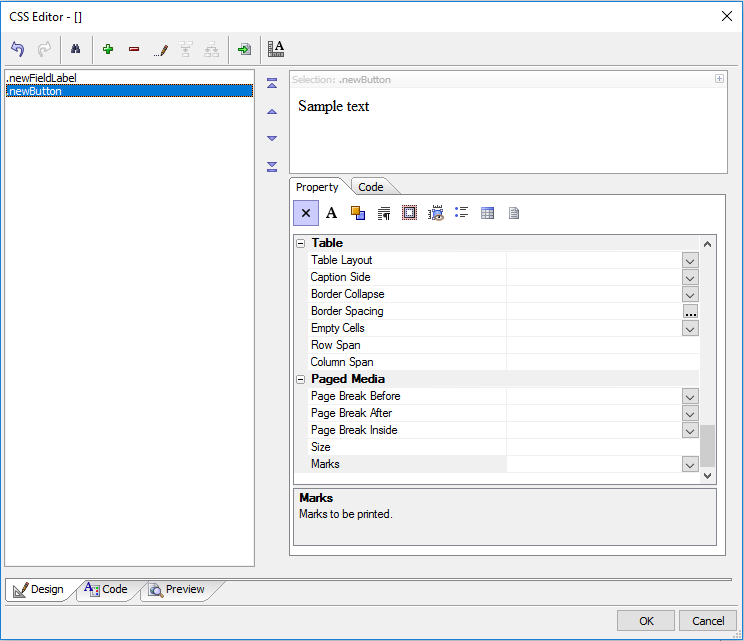 CSS Editor - []
.newFieldLabel
.newButton
Selection: .newButton
Sample text
Property
Code
Table
Table Layout
Caption Side
Border Collapse
Border Spacing
Empty Cells
Row Span
Column Span
Paged Media
Page Break Before
Page Break After
Page Break Inside
Size
Marks
Marks
Marks to be printed.
Design
Code
Preview
OK
Cancel